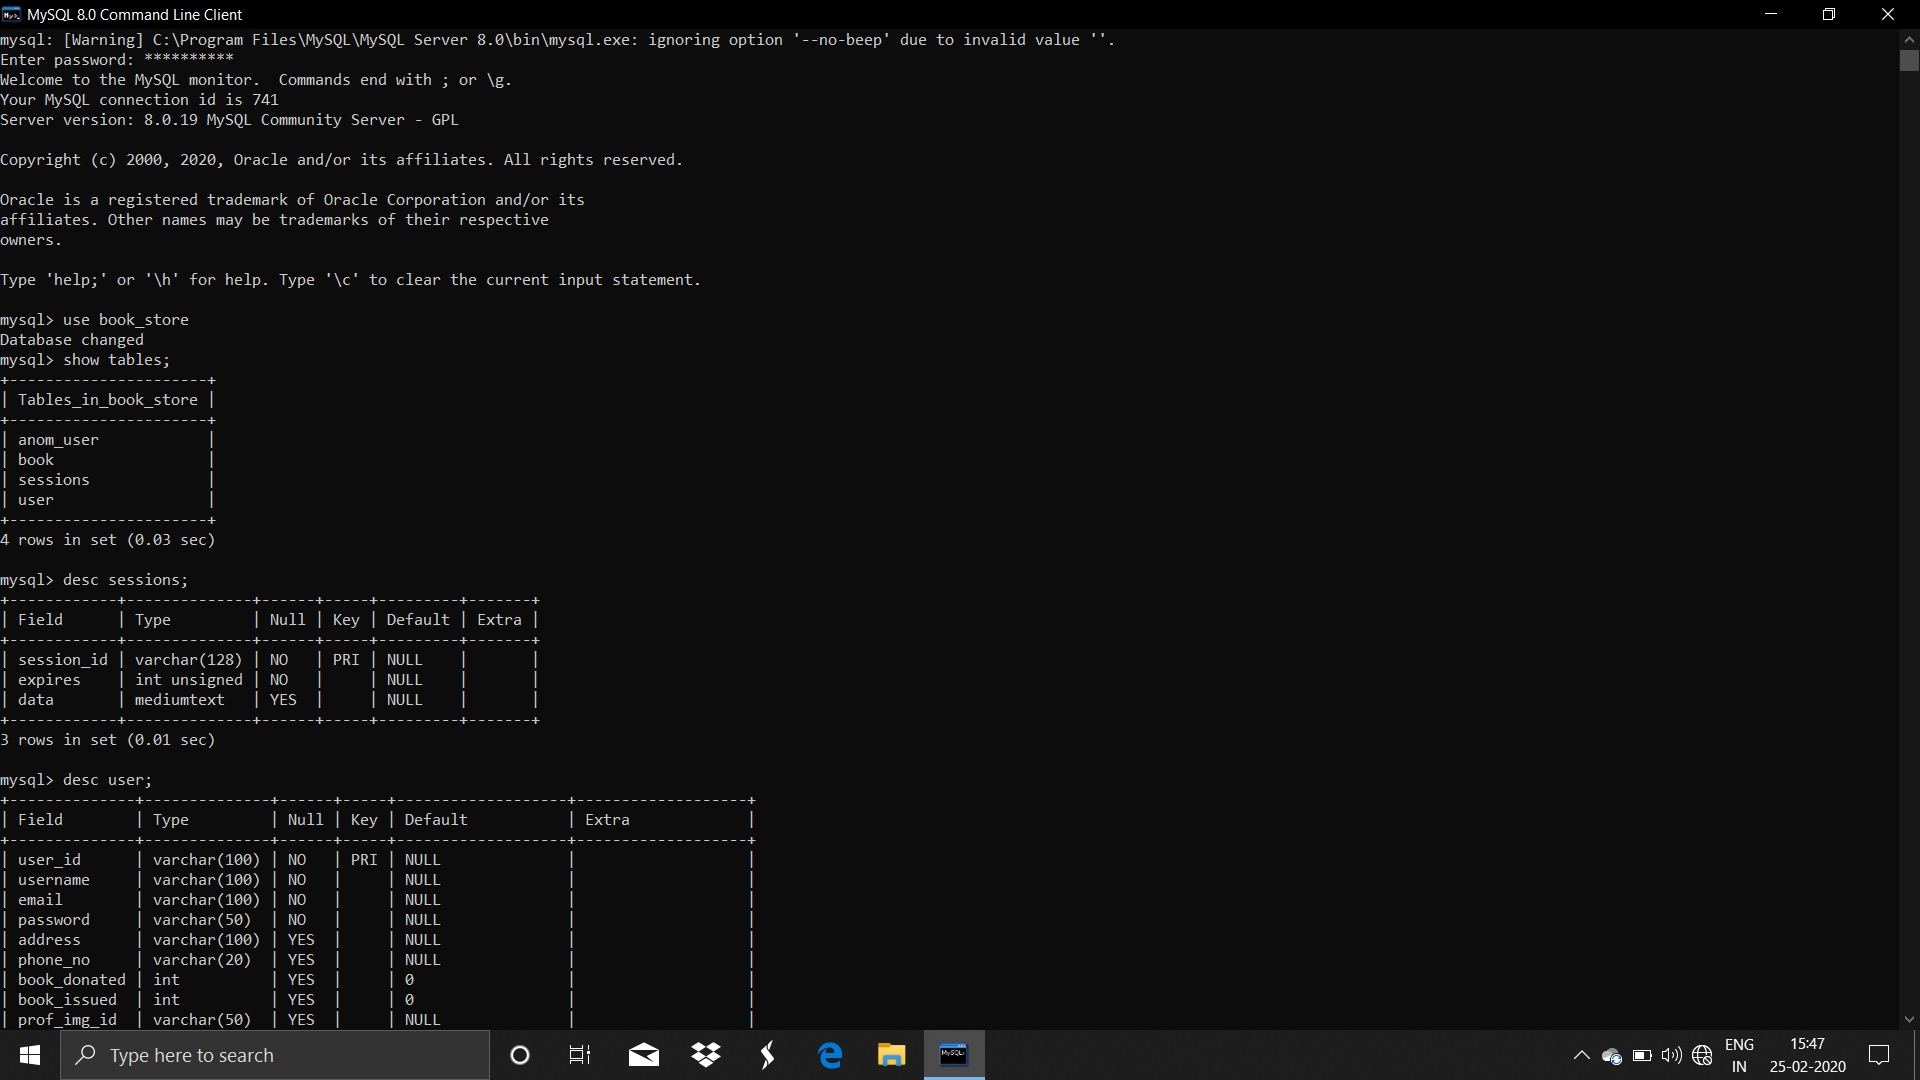 MySQL 8.0 Command Line Client
mysql: [Warning] C:\Program Files\MySQL\MySQL Server 8.0\bin\mysql.exe: ignoring option '--no-beep' due to invalid value ''.
Enter password: **********
Welcome to the MySQL monitor.  Commands end with ; or \g.
Your MySQL connection id is 741
Server version: 8.0.19 MySQL Community Server - GPL

Copyright (c) 2000, 2020, Oracle and/or its affiliates. All rights reserved.

Oracle is a registered trademark of Oracle Corporation and/or its
affiliates. Other names may be trademarks of their respective
owners.

Type 'help;' or '\h' for help. Type '\c' to clear the current input statement.

mysql> use book_store
Database changed
mysql> show tables;
+----------------------+
| Tables_in_book_store |
+----------------------+
| anom_user            |
| book                 |
| sessions             |
| user                 |
+----------------------+
4 rows in set (0.03 sec)

mysql> desc sessions;
+------------+--------------+------+-----+---------+-------+
| Field      | Type         | Null | Key | Default | Extra |
+------------+--------------+------+-----+---------+-------+
| session_id | varchar(128) | NO   | PRI | NULL    |       |
| expires    | int unsigned | NO   |     | NULL    |       |
| data       | mediumtext   | YES  |     | NULL    |       |
+------------+--------------+------+-----+---------+-------+
3 rows in set (0.01 sec)

mysql> desc user;
+--------------+--------------+------+-----+-------------------+-------------------+
| Field        | Type         | Null | Key | Default           | Extra             |
+--------------+--------------+------+-----+-------------------+-------------------+
| user_id      | varchar(100) | NO   | PRI | NULL              |                   |
| username     | varchar(100) | NO   |     | NULL              |                   |
| email        | varchar(100) | NO   |     | NULL              |                   |
| password     | varchar(50)  | NO   |     | NULL              |                   |
| address      | varchar(100) | YES  |     | NULL              |                   |
| phone_no     | varchar(20)  | YES  |     | NULL              |                   |
| book_donated | int          | YES  |     | 0                 |                   |
| book_issued  | int          | YES  |     | 0                 |                   |
| prof_img_id  | varchar(50)  | YES  |     | NULL              |                   |
Type here to search
MySQL
ENG
IN
15:47
25-02-2020